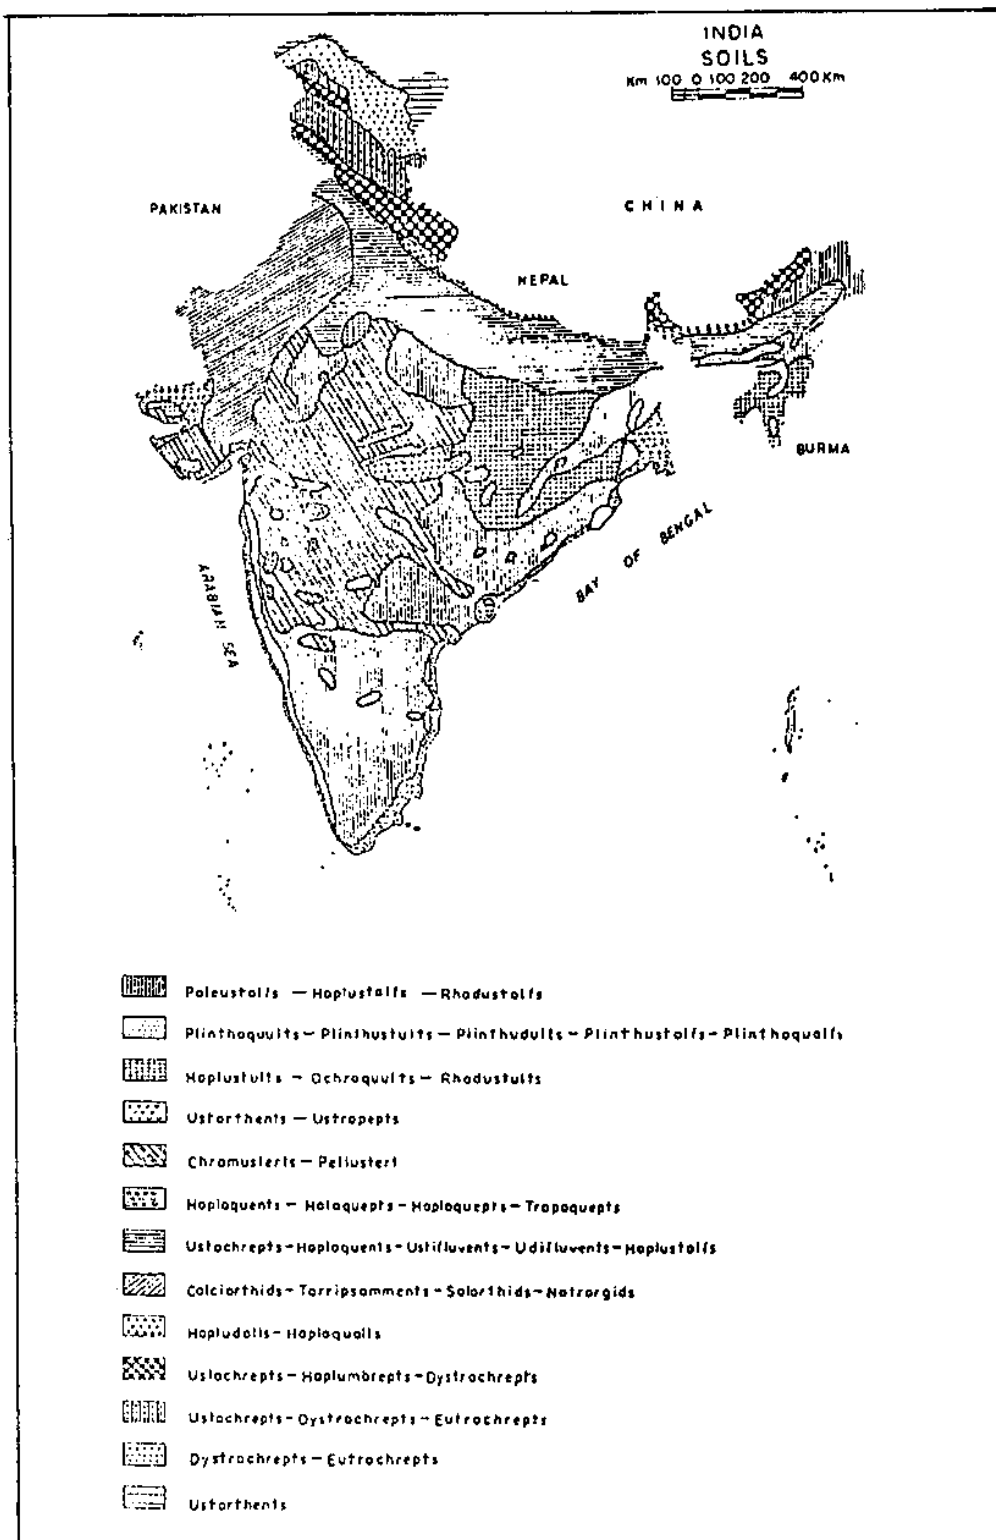 INDIA
SOILS
Km 100 0 100 200 400 Km
PAKISTAN
CHINA
NEPAL
BURMA
BAY OF BENGAL
ARABIAN SEA
Paleustalfs — Haplustalfs — Rhodustalfs
Plinthaquults — Plinthustults — Plinthudults — Plinthustalfs — Plinthaqualfs
Haplustults — Ochraquults — Rhodustults
Ustorthents — Ustropepts
Chromusterts — Pellustert
Haplaquents — Halaquepts — Haplaquepts — Tropaquepts
Ustochrepts — Haplaquents — Ustifluvents — Udifluvents — Haplustalfs
Calciorthids — Torripsamments — Salorthids — Natrargids
Hapludolls — Haplaquolls
Ustochrepts — Haplumbrepts — Dystrochrepts
Ustochrepts — Dystrochrepts — Eutrochrepts
Dystrochrepts — Eutrochrepts
Ustorthents